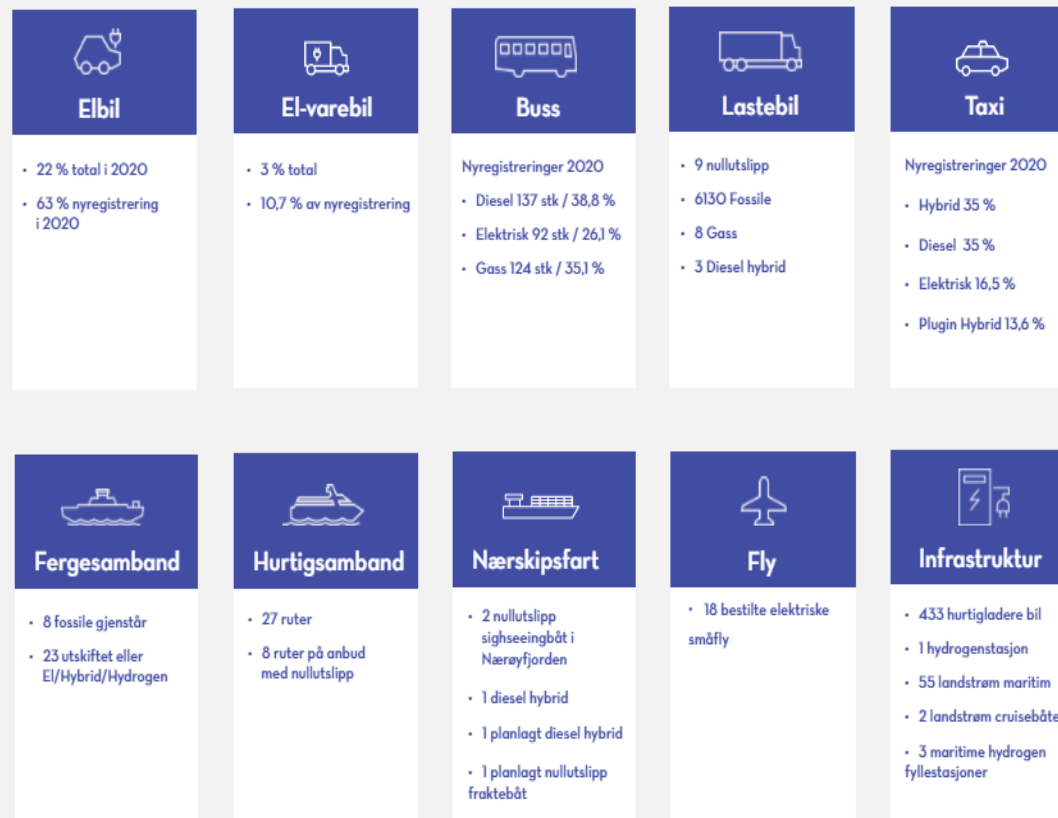 Elbil
• 22 % total i 2020
• 63 % nyregistrering
i 2020
El-varebil
• 3 % total
• 10,7 % av nyregistrering
Buss
Nyregistreringer 2020
• Diesel 137 stk / 38,8 %
• Elektrisk 92 stk / 26,1 %
• Gass 124 stk / 35,1 %
Lastebil
• 9 nullutslipp
• 6130 Fossile
• 8 Gass
• 3 Diesel hybrid
Taxi
Nyregistreringer 2020
• Hybrid 35 %
• Diesel 35 %
• Elektrisk 16,5 %
• Plugin Hybrid 13,6 %
Fergesamband
• 8 fossile gjenstår
• 23 utskiftet eller
El/Hybrid/Hydrogen
Hurtigsamband
• 27 ruter
• 8 ruter på anbud
med nullutslipp
Nærskipsfart
• 2 nullutslipp
sighseeingbåt i
Nærøyfjorden
• 1 diesel hybrid
• 1 planlagt diesel hybrid
• 1 planlagt nullutslipp
fraktebåt
Fly
• 18 bestilte elektriske
småfly
Infrastruktur
• 433 hurtigladere bil
• 1 hydrogenstasjon
• 55 landstrøm maritim
• 2 landstrøm cruisebåte
• 3 maritime hydrogen
fyllestasjoner